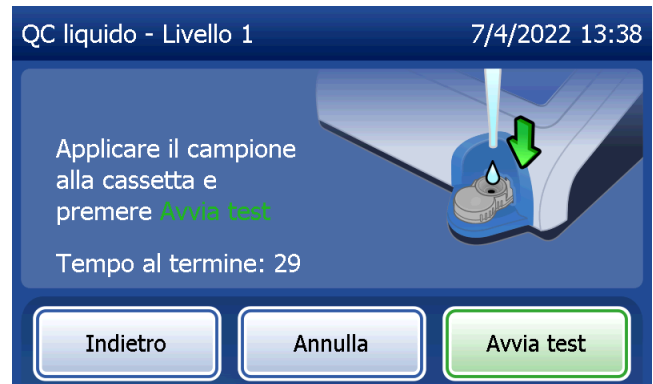 QC liquido - Livello 1 7/4/2022 13:38
Applicare il campione
alla cassetta e
premere Avvia test
Tempo al termine: 29
Indietro Annulla Avvia test